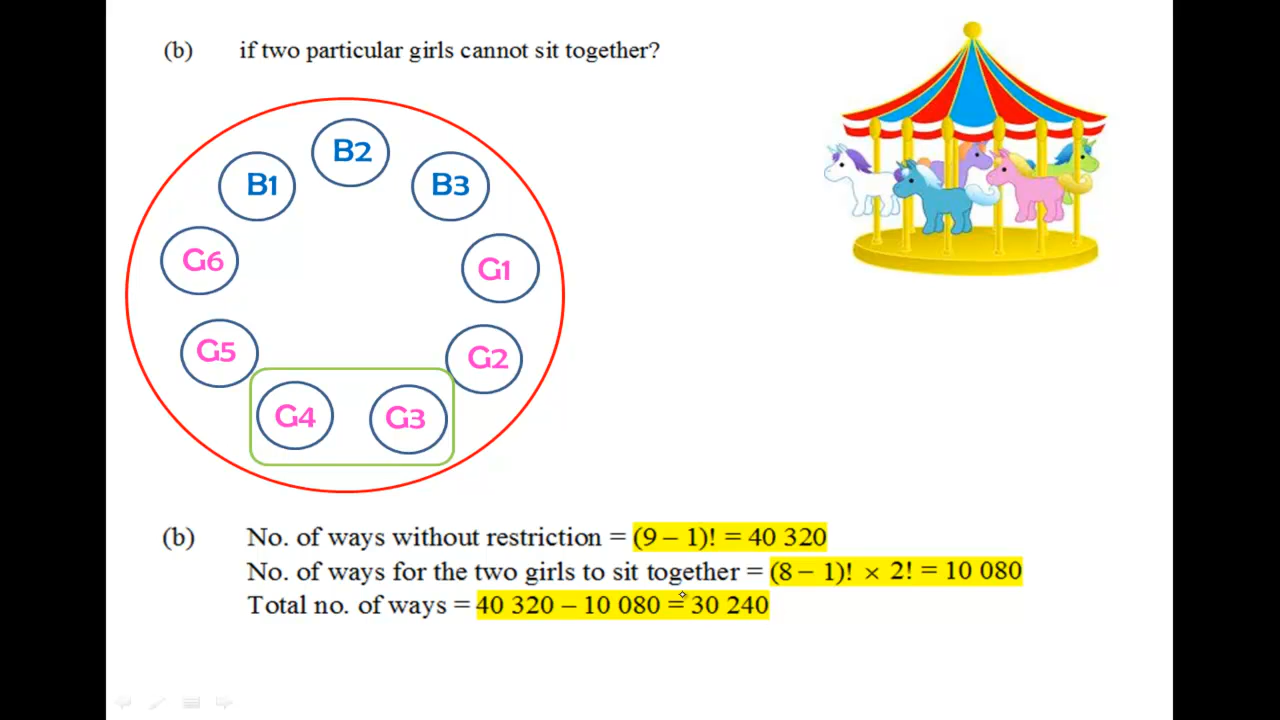 (b) if two particular girls cannot sit together?
B2
B1
B3
G6
G1
G5
G2
G4
G3
(b) No. of ways without restriction = (9 – 1)! = 40 320
No. of ways for the two girls to sit together = (8 – 1)! × 2! = 10 080
Total no. of ways = 40 320 – 10 080 = 30 240